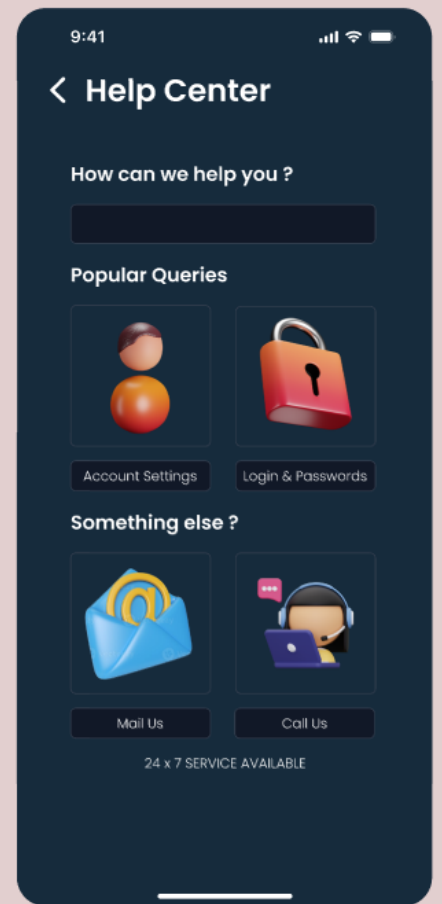 9:41
Help Center
How can we help you ?
Popular Queries
Account Settings
Login & Passwords
Something else ?
@
Mail Us
Call Us
24 x 7 SERVICE AVAILABLE